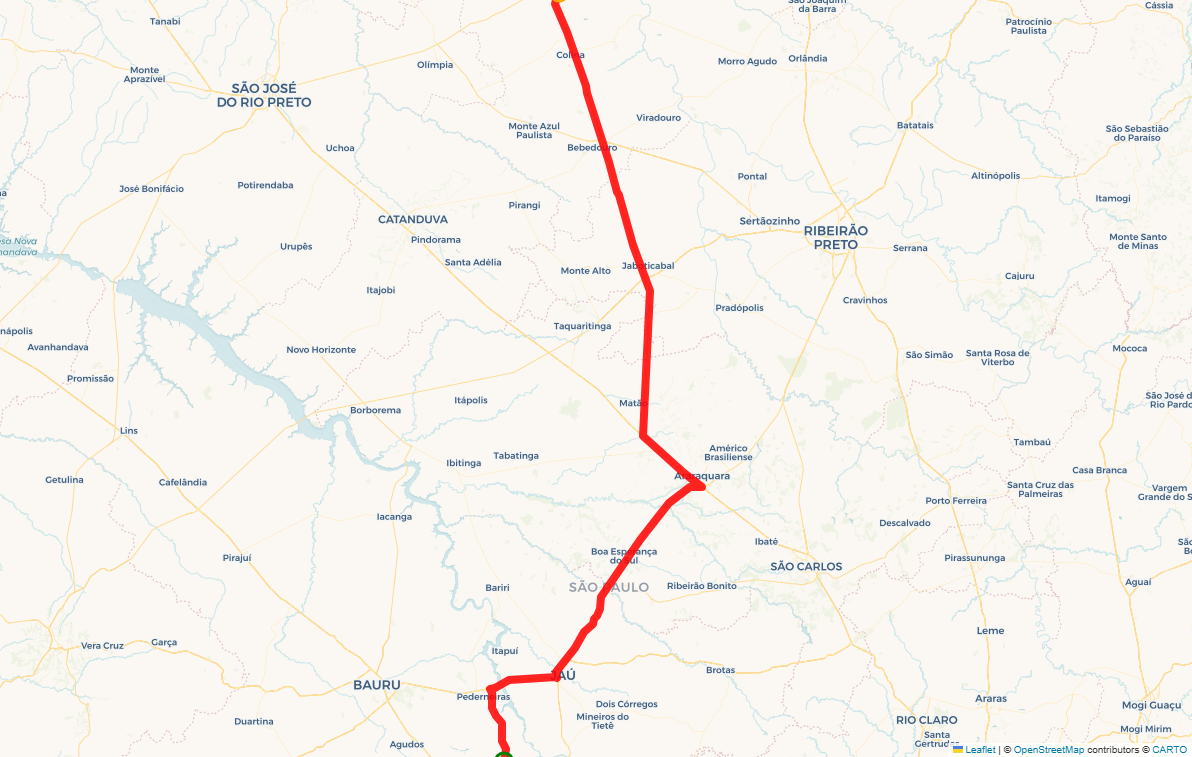 São Joaquim
da Barra
Cássia
Tanabi
Patrocínio
Paulista
Colina
Olímpia
Morro Agudo
Orlândia
Monte
Aprazível
SÃO JOSÉ
DO RIO PRETO
Viradouro
Batatais
Monte Azul
Paulista
São Sebastião
do Paraíso
Uchoa
Bebedouro
José Bonifácio
Potirendaba
Pontal
Altinópolis
Itamogi
Pirangi
CATANDUVA
Sertãozinho
RIBEIRÃO
PRETO
Pindorama
Urupês
Serrana
Monte Santo
de Minas
Santa Adélia
Monte Alto
Jaboticabal
Cajuru
Itajobi
Cravinhos
Pradópolis
Taquaritinga
Avanhandava
Novo Horizonte
São Simão
Santa Rosa de
Viterbo
Mococa
Promissão
Itápolis
Matão
Borborema
São José d
Rio Pardo
Lins
Américo
Brasiliense
Tambaú
Ibitinga
Tabatinga
Casa Branca
Getulina
Cafelândia
Araraquara
Santa Cruz das
Palmeiras
Vargem
Grande do S
Porto Ferreira
Iacanga
Descalvado
Ibaté
Boa Esperança
do Sul
Pirajuí
Pirassununga
SÃO CARLOS
Aguaí
Bariri
SÃO PAULO
Ribeirão Bonito
Leme
Vera Cruz
Garça
Itapuí
Brotas
JAÚ
BAURU
Pederneiras
Araras
Dois Córregos
Mogi Guaçu
Mineiros do
Tietê
Duartina
RIO CLARO
Mogi Mirim
Santa
Gertrudes
Agudos
Leaflet | © OpenStreetMap contributors © CARTO